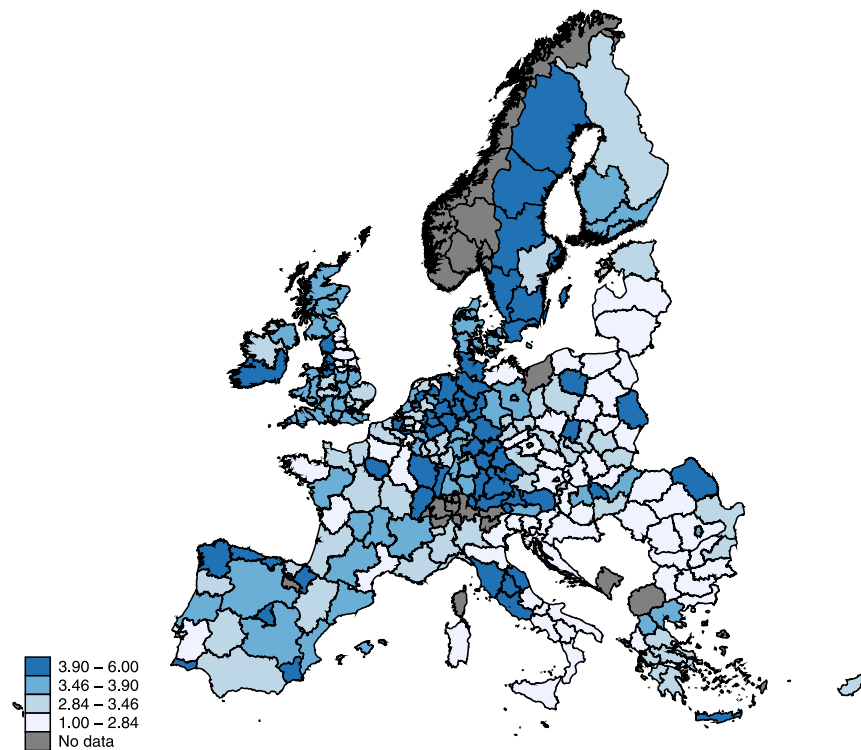 3.90 – 6.00
3.46 – 3.90
2.84 – 3.46
1.00 – 2.84
No data